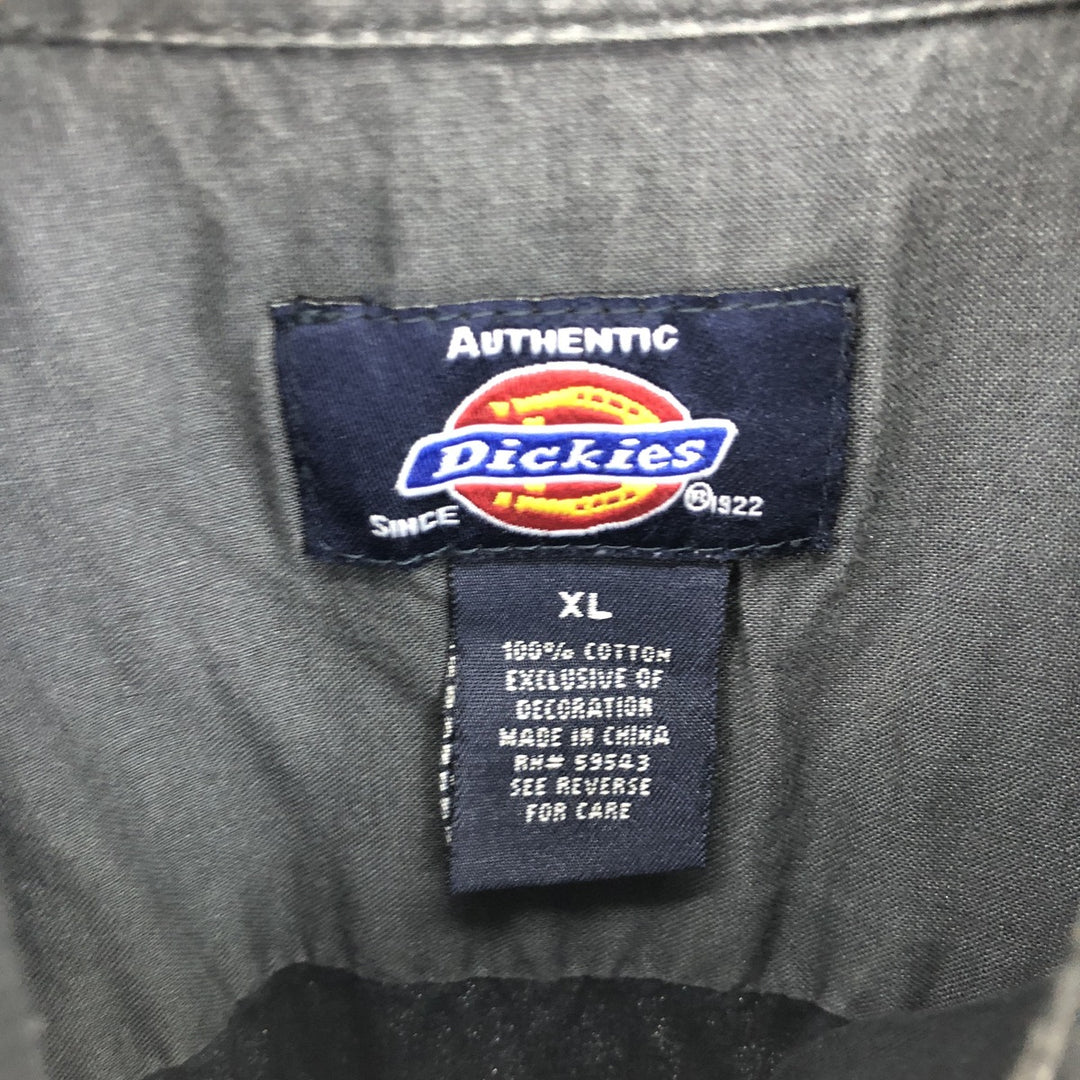 AUTHENTIC
Dickies
SINCE ® 1922
XL
100% COTTON
EXCLUSIVE OF
DECORATION
MADE IN CHINA
RN# 59543
SEE REVERSE
FOR CARE